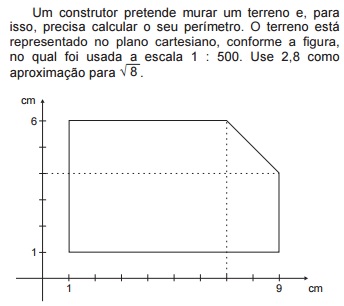 Um construtor pretende murar um terreno e, para
isso, precisa calcular o seu perímetro. O terreno está
representado no plano cartesiano, conforme a figura,
no qual foi usada a escala 1 : 500. Use 2,8 como
aproximação para √8 .
cm
6
1
1
9
cm